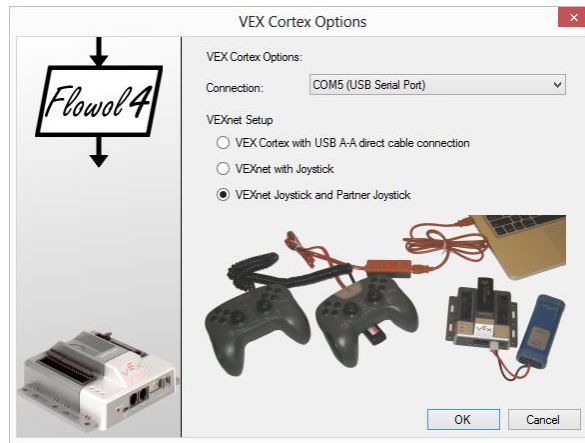 VEX Cortex Options
Flowol 4
VEX Cortex Options:
Connection: COM5 (USB Serial Port)
VEXnet Setup
VEX Cortex with USB A-A direct cable connection
VEXnet with Joystick
VEXnet Joystick and Partner Joystick
VEX
OK Cancel